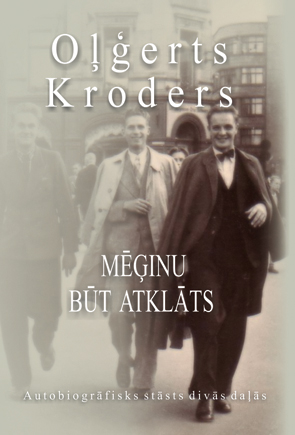 Oļģerts
Kroders
MĒĢINU
BŪT ATKLĀTS
Autobiogrāfisks stāsts divās daļās